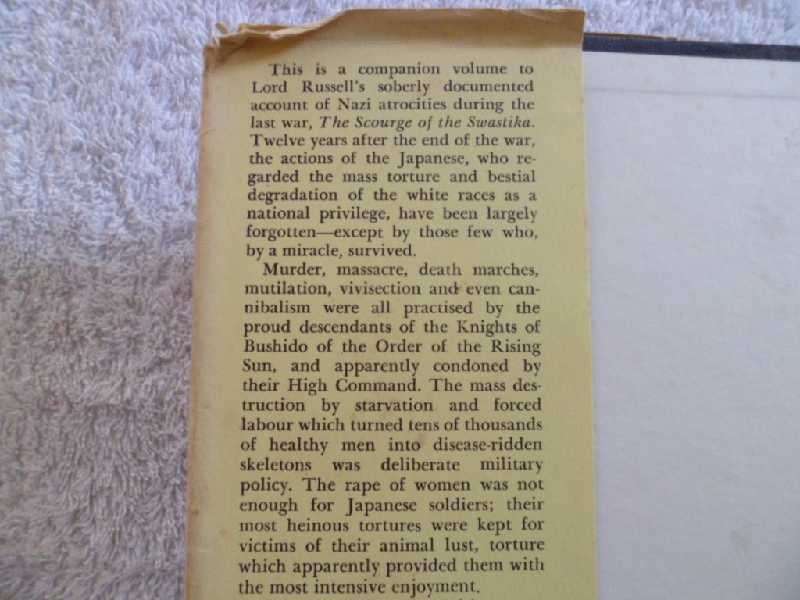 This is a companion volume to
Lord Russell's soberly documented
account of Nazi atrocities during the
last war, The Scourge of the Swastika.
Twelve years after the end of the war,
the actions of the Japanese, who re-
garded the mass torture and bestial
degradation of the white races as a
national privilege, have been largely
forgotten—except by those few who,
by a miracle, survived.
Murder, massacre, death marches,
mutilation, vivisection and even can-
nibalism were all practised by the
proud descendants of the Knights of
Bushido of the Order of the Rising
Sun, and apparently condoned by
their High Command. The mass des-
truction by starvation and forced
labour which turned tens of thousands
of healthy men into disease-ridden
skeletons was deliberate military
policy. The rape of women was not
enough for Japanese soldiers; their
most heinous tortures were kept for
victims of their animal lust, torture
which apparently provided them with
the most intensive enjoyment.